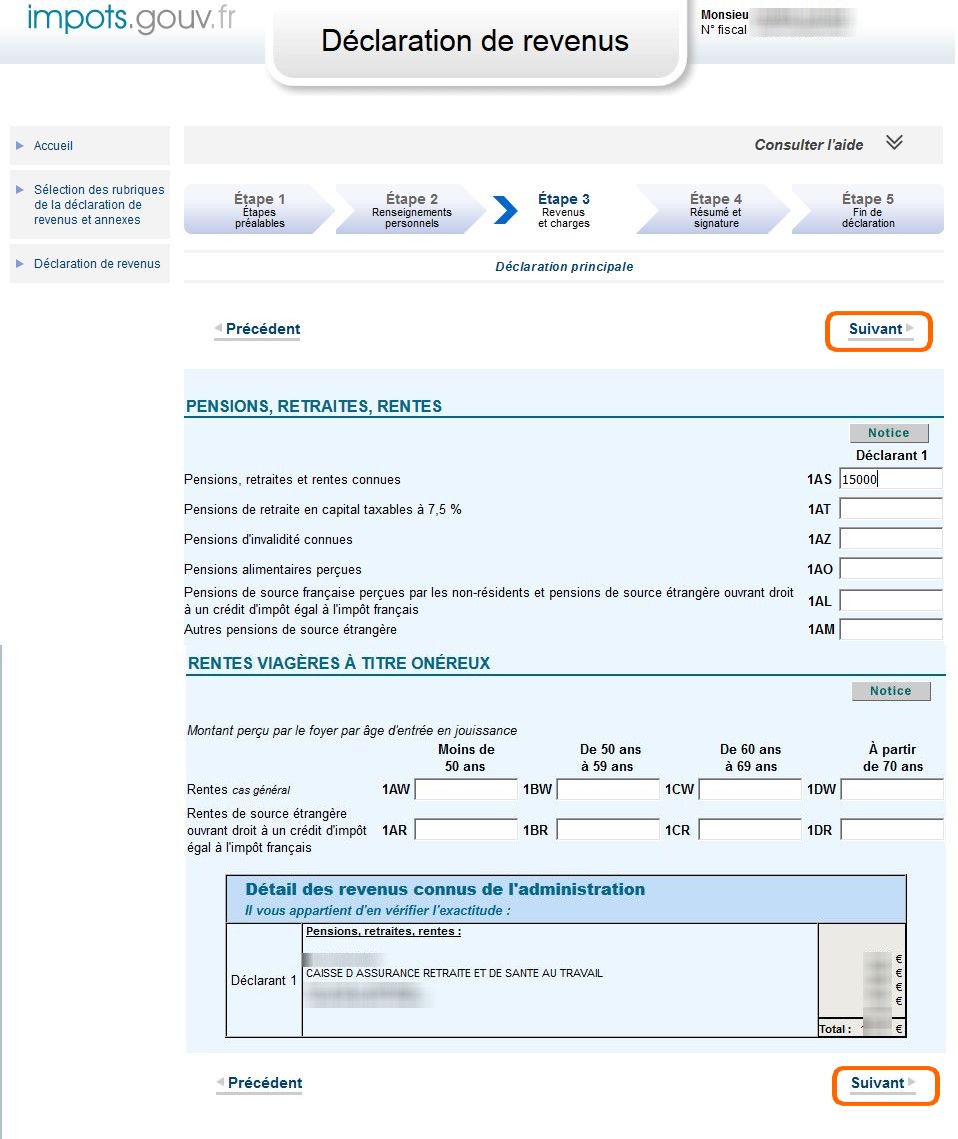 impots.gouv.fr
Déclaration de revenus
Monsieu
N° fiscal
Accueil
Sélection des rubriques
de la déclaration de
revenus et annexes
Déclaration de revenus
Consulter l'aide
Étape 1
Étapes
préalables
Étape 2
Renseignements
personnels
Étape 3
Revenus
et charges
Étape 4
Résumé et
signature
Étape 5
Fin de
déclaration
Déclaration principale
Précédent
Suivant
PENSIONS, RETRAITES, RENTES
Notice
Déclarant 1
Pensions, retraites et rentes connues 1AS 15000
Pensions de retraite en capital taxables à 7,5 % 1AT
Pensions d'invalidité connues 1AZ
Pensions alimentaires perçues 1AO
Pensions de source française perçues par les non-résidents et pensions de source étrangère ouvrant droit
à un crédit d'impôt égal à l'impôt français 1AL
Autres pensions de source étrangère 1AM
RENTES VIAGÈRES À TITRE ONÉREUX
Notice
Montant perçu par le foyer par âge d'entrée en jouissance
Moins de
50 ans
De 50 ans
à 59 ans
De 60 ans
à 69 ans
À partir
de 70 ans
Rentes cas général 1AW 1BW 1CW 1DW
Rentes de source étrangère
ouvrant droit à un crédit d'impôt 1AR 1BR 1CR 1DR
égal à l'impôt français
Détail des revenus connus de l'administration
Il vous appartient d'en vérifier l'exactitude :
Pensions, retraites, rentes :
€
CAISSE D ASSURANCE RETRAITE ET DE SANTE AU TRAVAIL €
Déclarant 1
€
€
Total : €
Précédent
Suivant